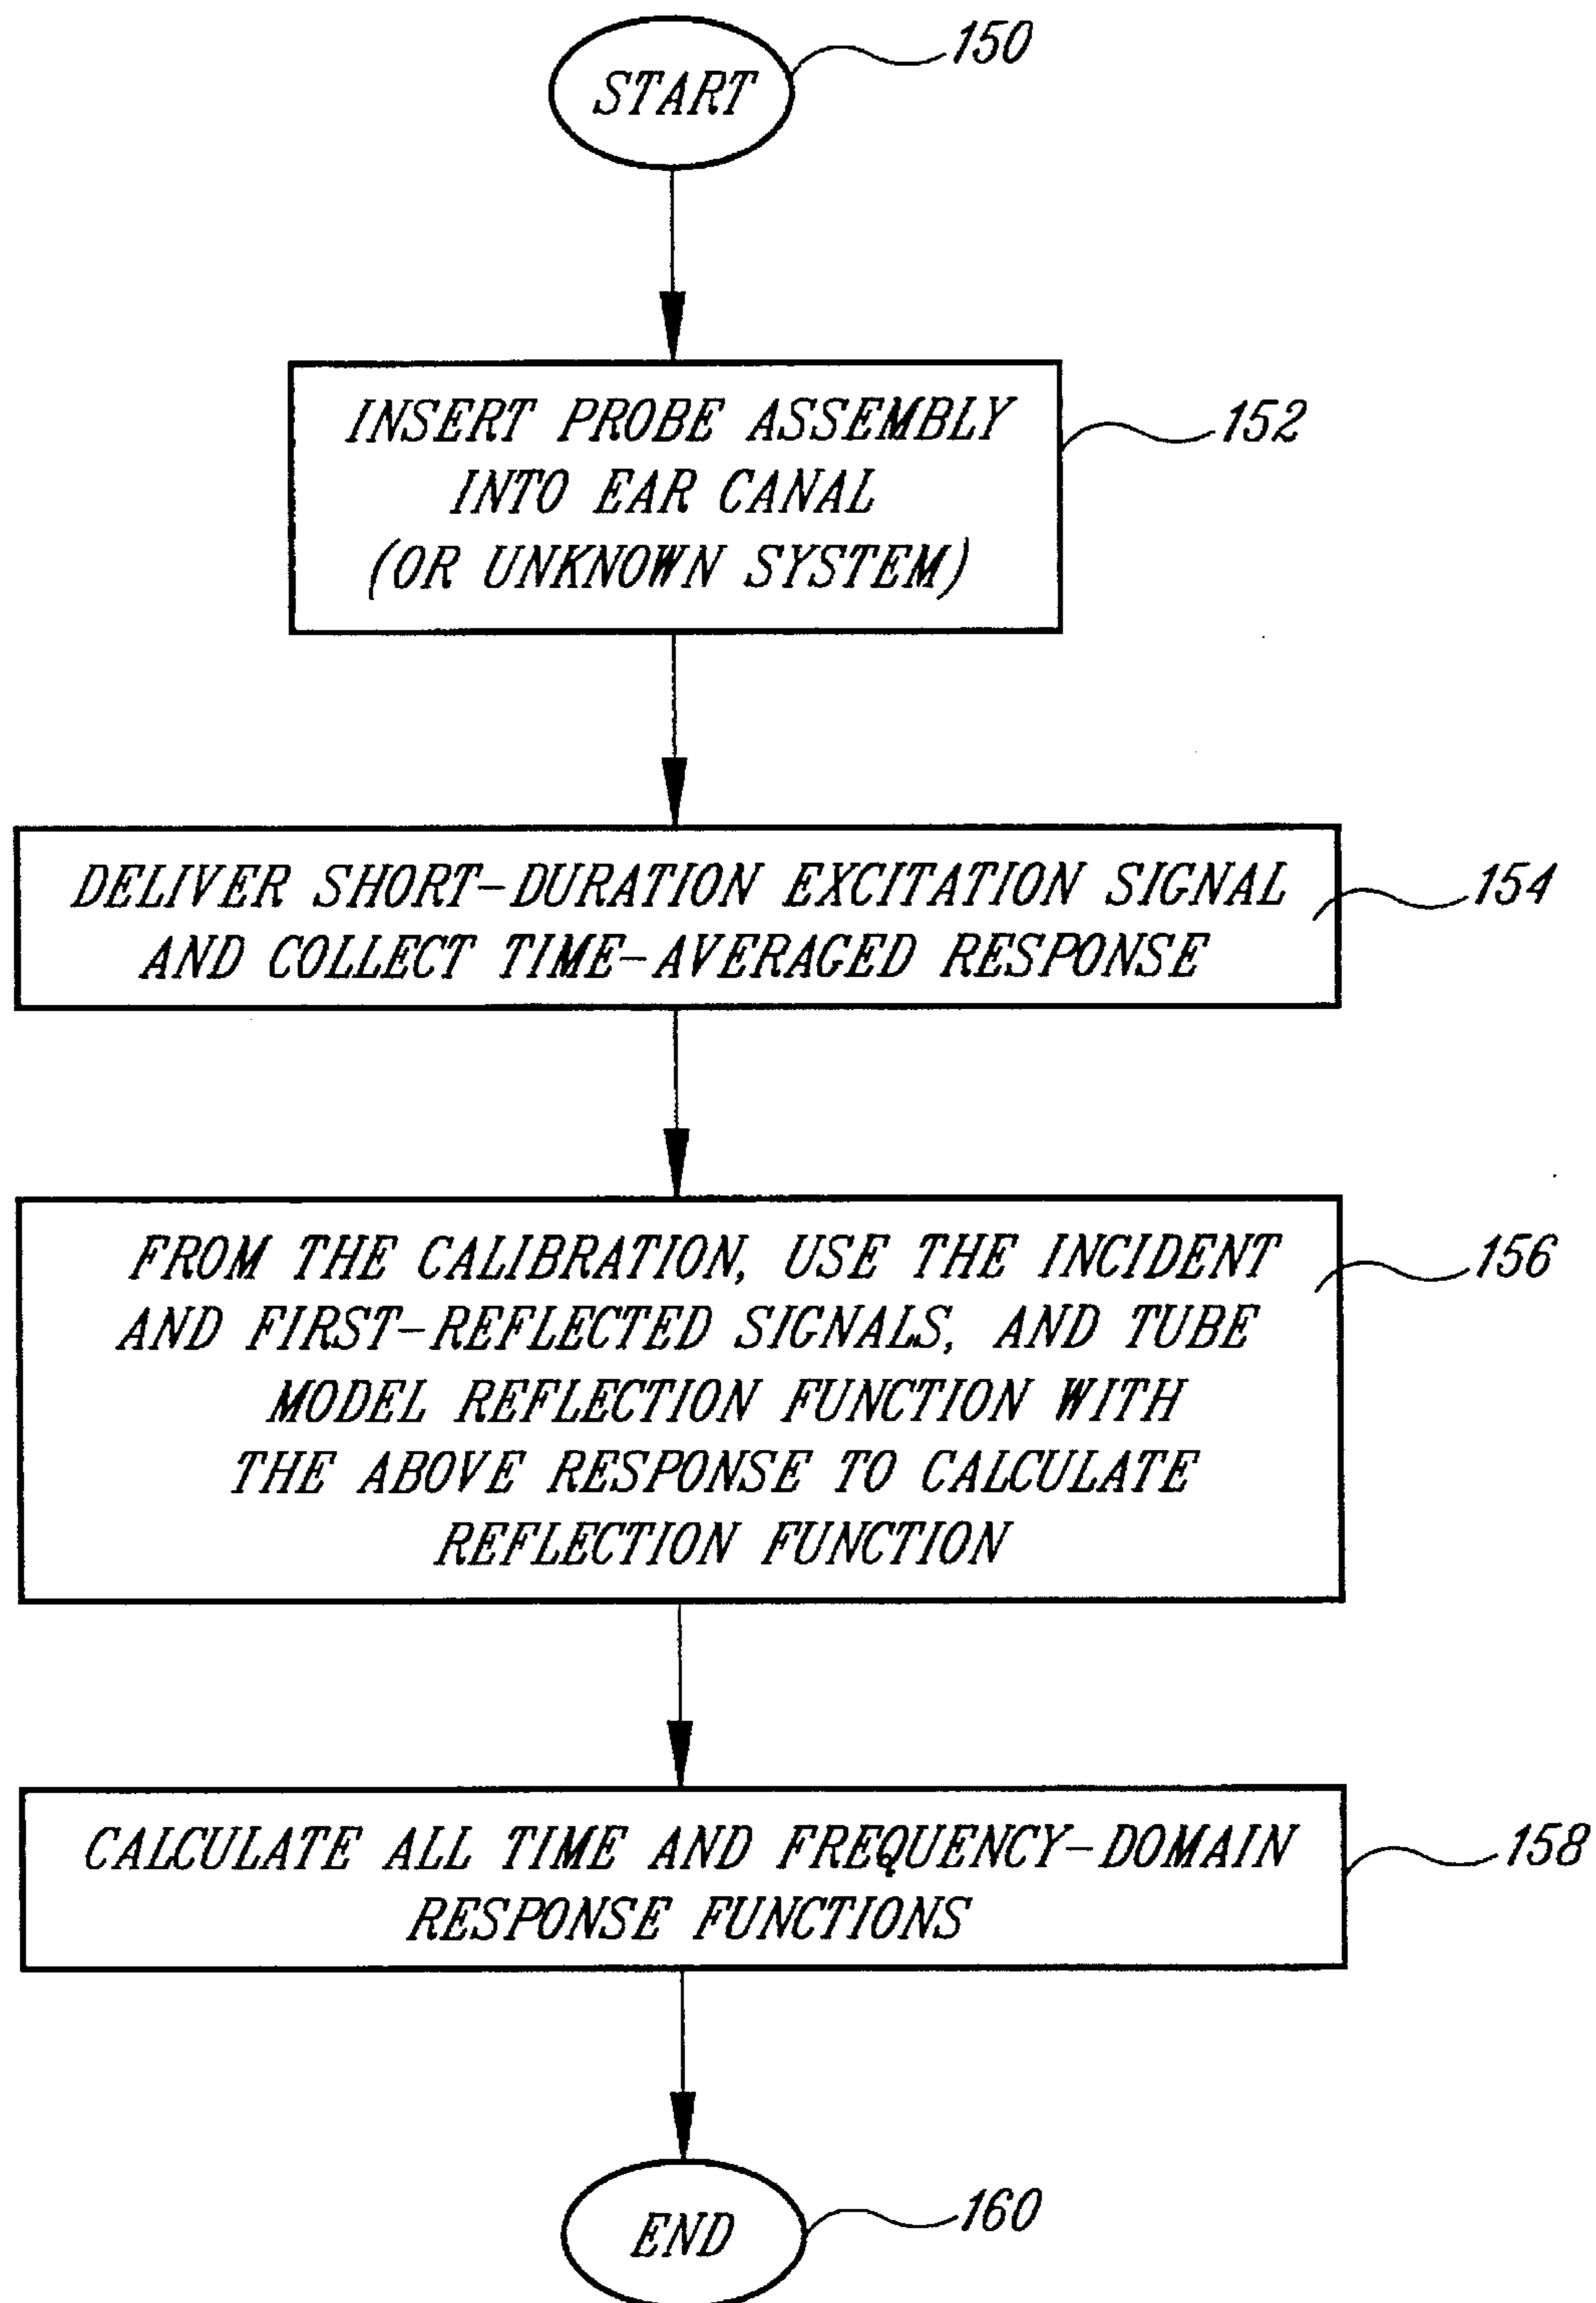 START
150
INSERT PROBE ASSEMBLY
INTO EAR CANAL
(OR UNKNOWN SYSTEM)
152
DELIVER SHORT-DURATION EXCITATION SIGNAL
AND COLLECT TIME-AVERAGED RESPONSE
154
FROM THE CALIBRATION, USE THE INCIDENT
AND FIRST-REFLECTED SIGNALS, AND TUBE
MODEL REFLECTION FUNCTION WITH
THE ABOVE RESPONSE TO CALCULATE
REFLECTION FUNCTION
156
CALCULATE ALL TIME AND FREQUENCY-DOMAIN
RESPONSE FUNCTIONS
158
END
160